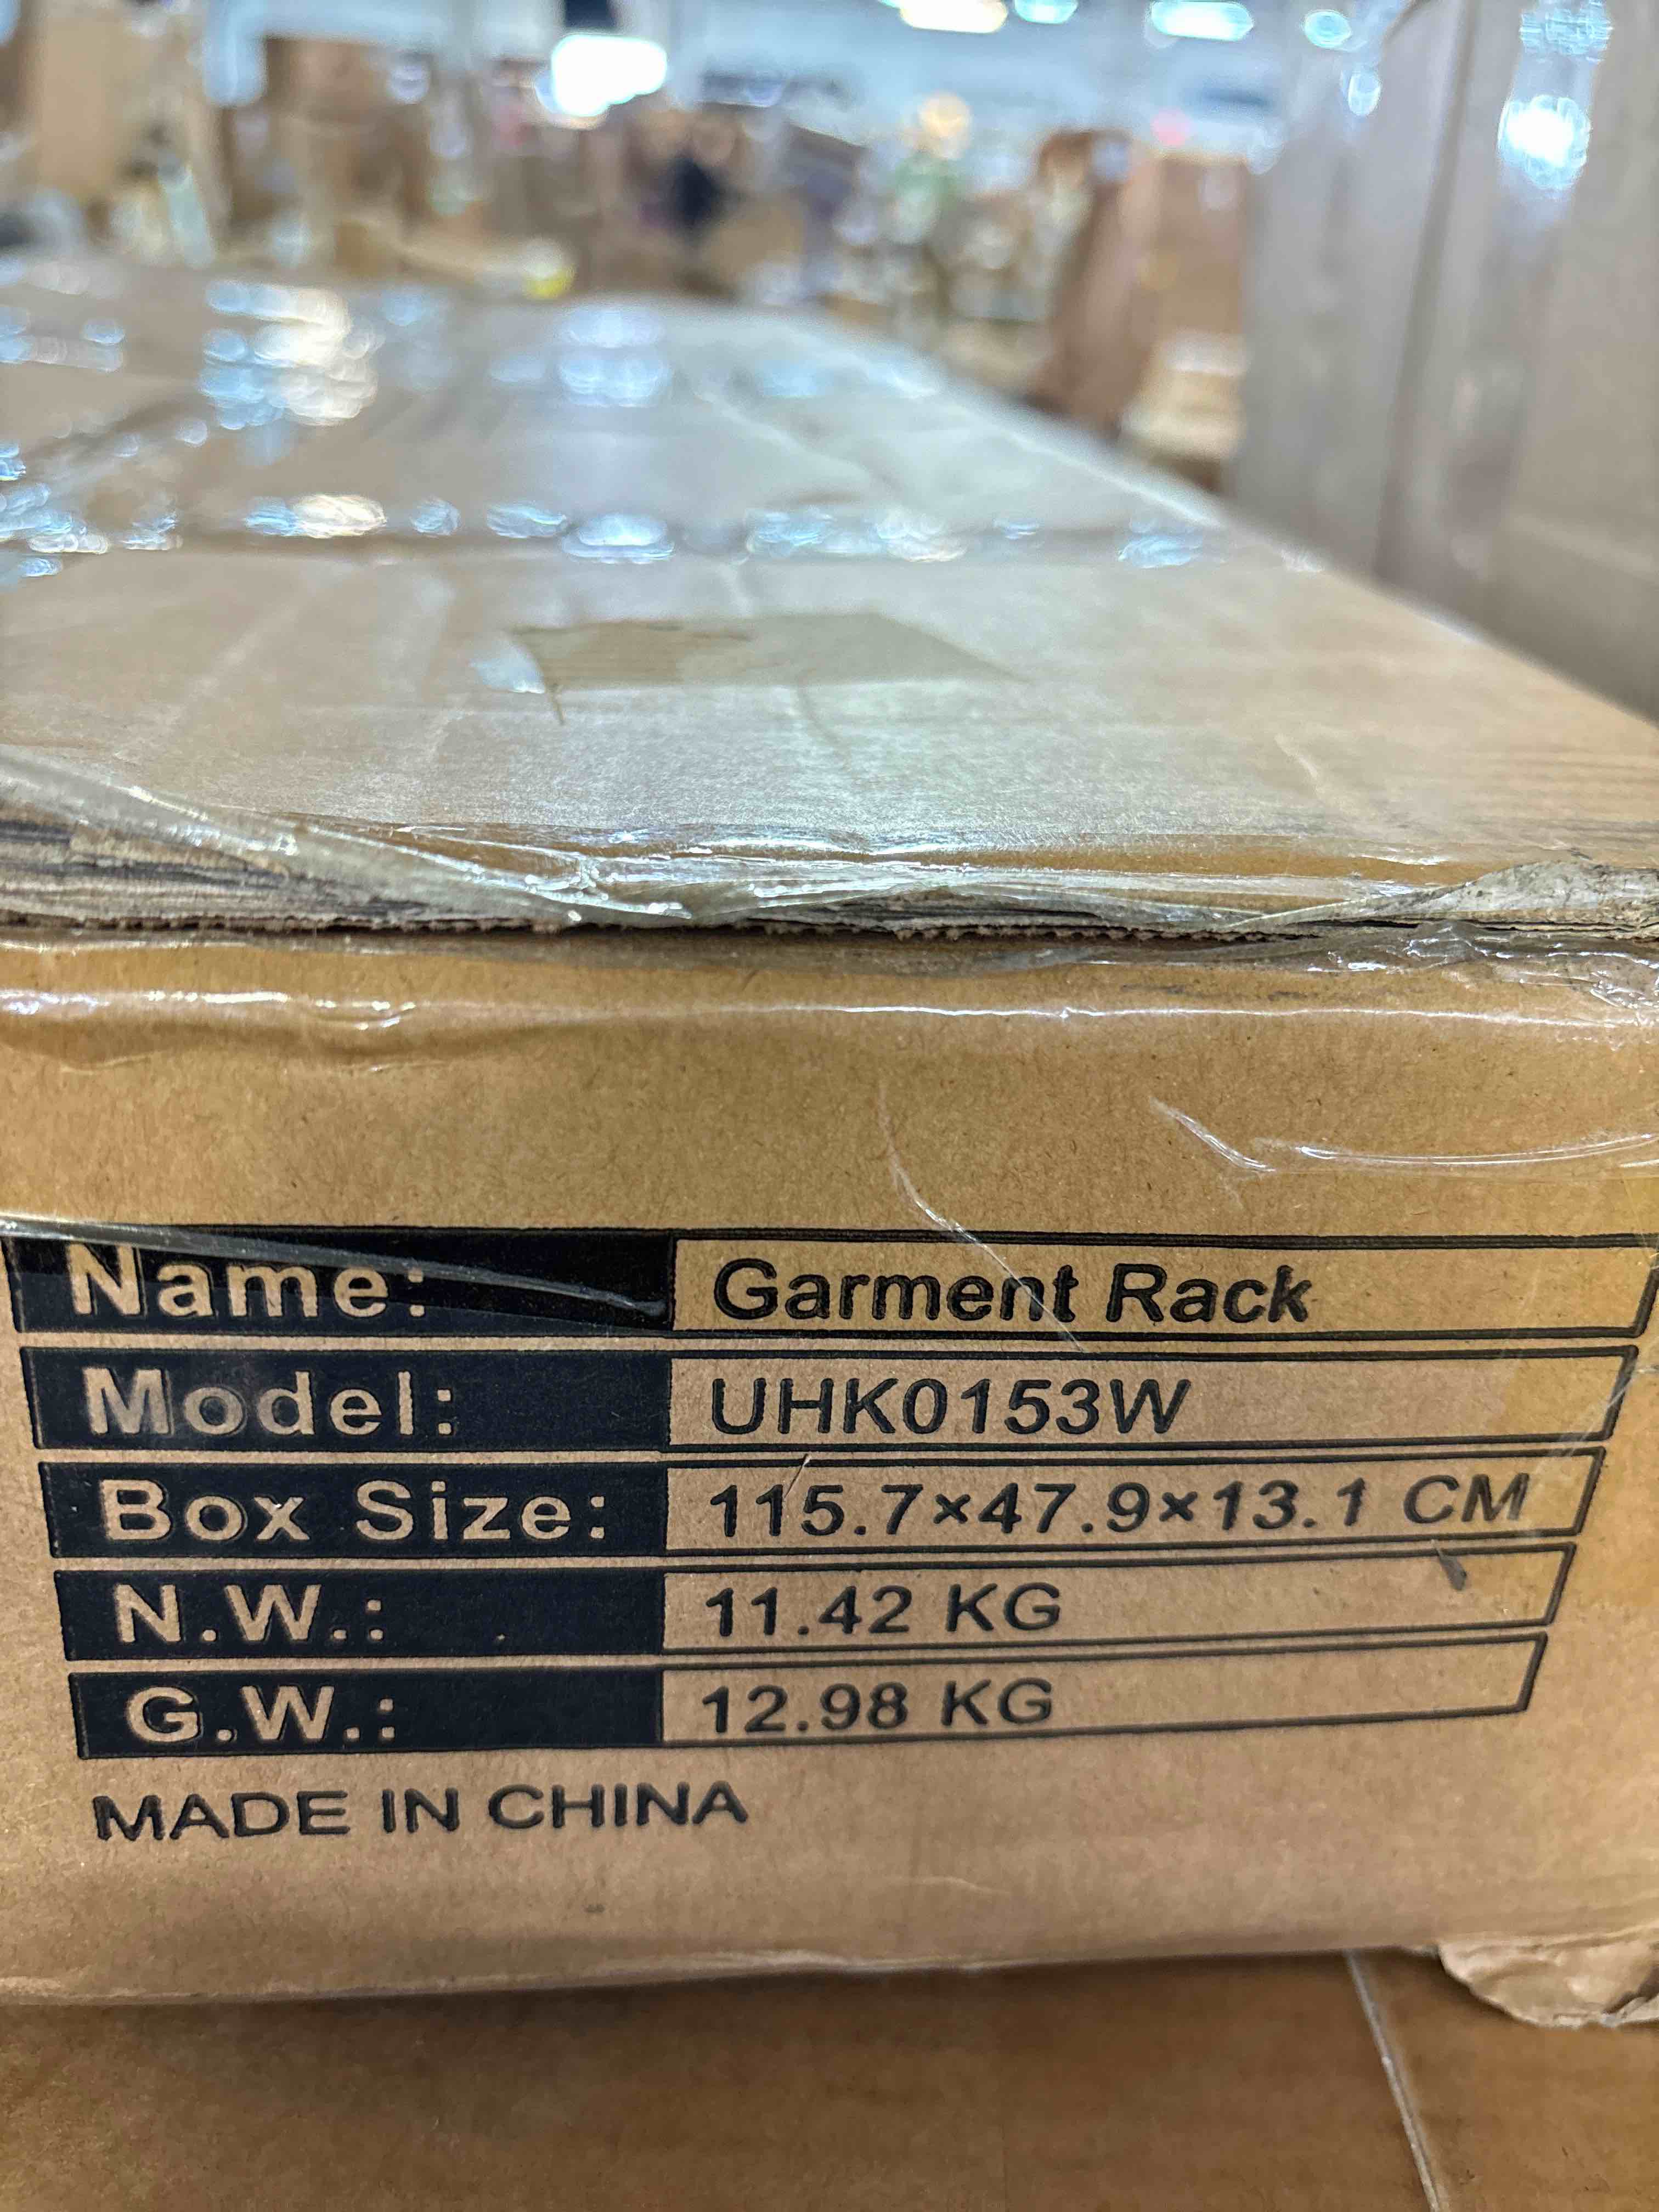 Name: Garment Rack
Model: UHK0153W
Box Size: 115.7×47.9×13.1 CM
N.W.: 11.42 KG
G.W.: 12.98 KG
MADE IN CHINA